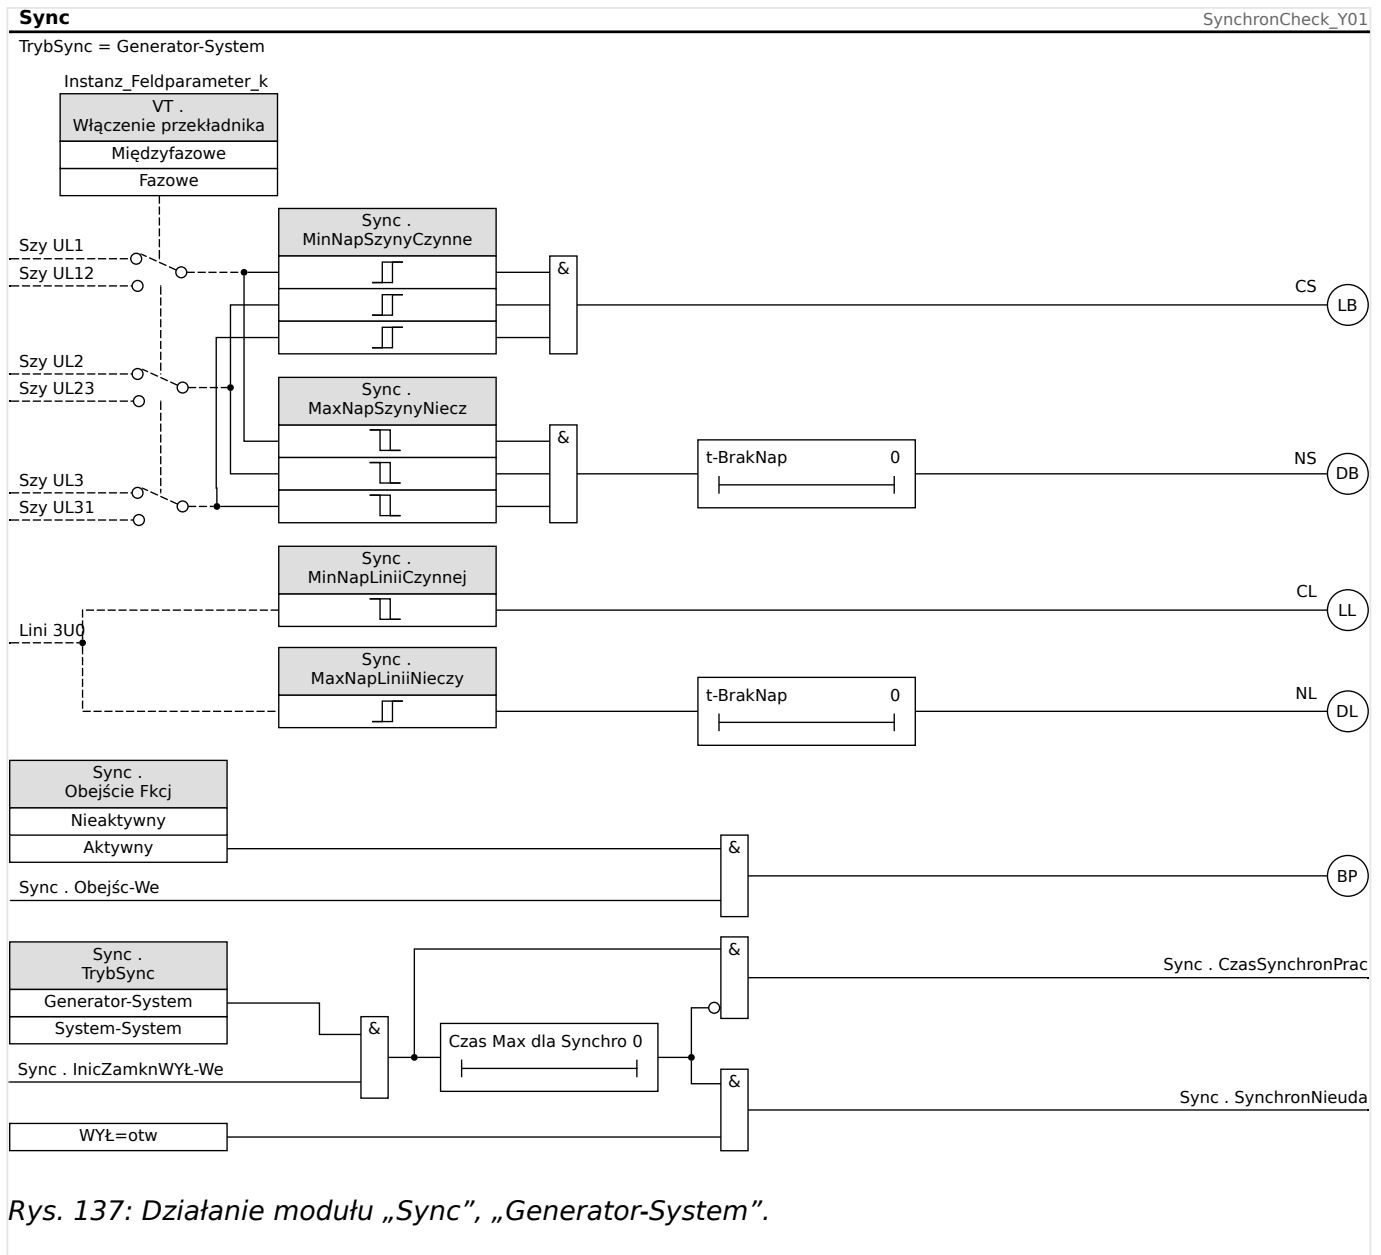 Sync
SynchronCheck_Y01
TrybSync = Generator-System
Instanz_Feldparameter_k
VT .
Włączenie przekładnika
Międzyfazowe
Fazowe
Szy UL1
Szy UL12
Szy UL2
Szy UL23
Szy UL3
Szy UL31
Sync .
MinNapSzynyCzynne
&
CS
LB
Sync .
MaxNapSzynyNiecz
&
t-BrakNap 0
NS
DB
Lini 3U0
Sync .
MinNapLiniiCzynnej
CL
LL
Sync .
MaxNapLiniiNieczy
t-BrakNap 0
NL
DL
Sync .
Obejście Fkcj
Nieaktywny
Aktywny
Sync . Obejśc-We
&
BP
Sync .
TrybSync
Generator-System
System-System
Sync . InicZamknWYŁ-We
&
Czas Max dla Synchro 0
&
Sync . CzasSynchronPrac
&
Sync . SynchronNieuda
WYŁ=otw
Rys. 137: Działanie modułu „Sync”, „Generator-System”.